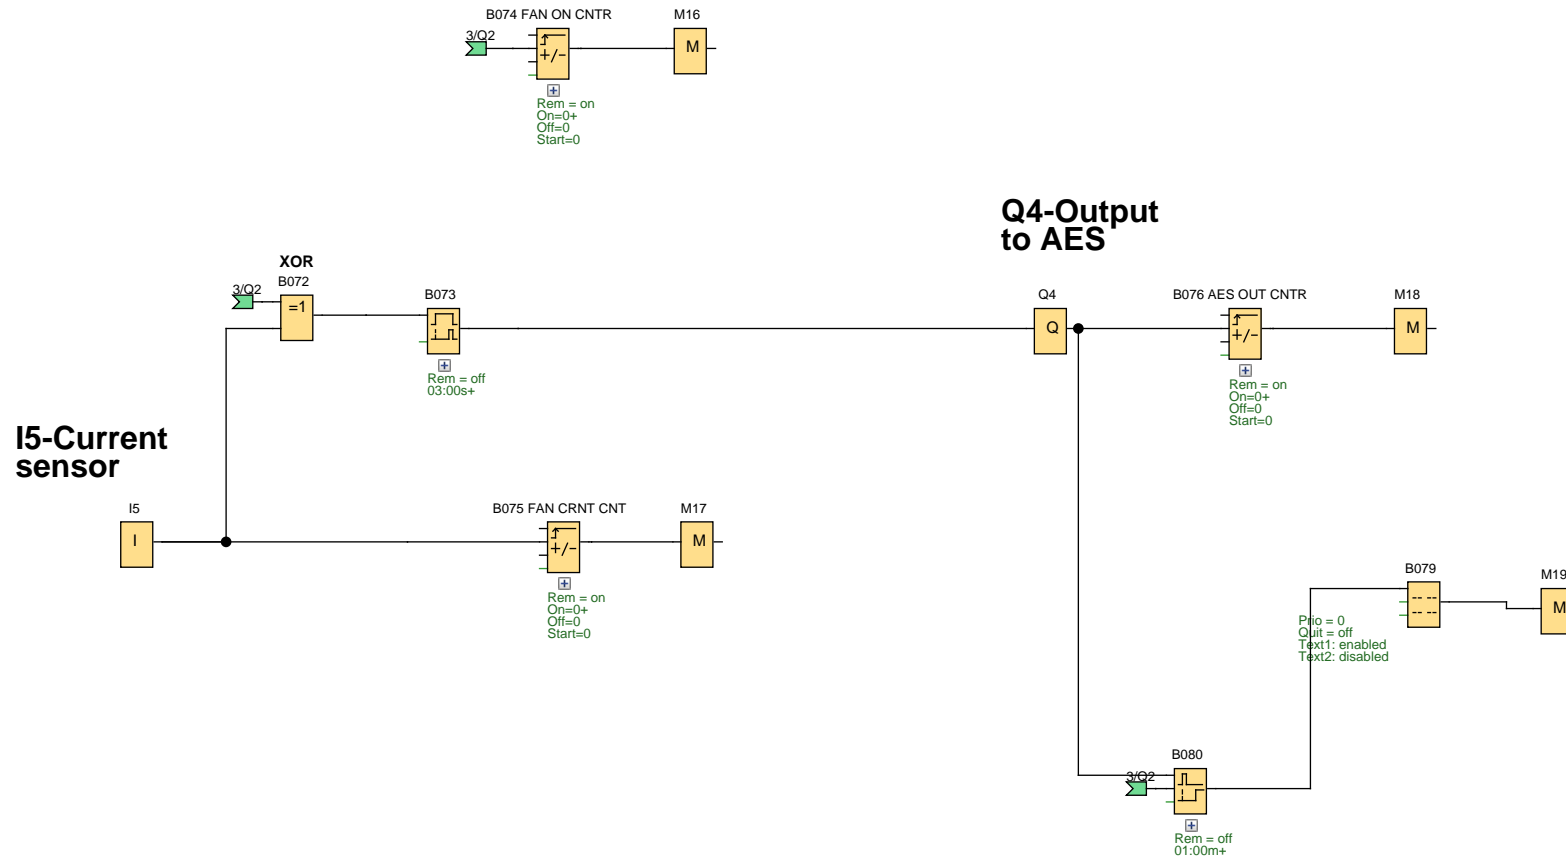 B074 FAN ON CNTR
M16
3/Q2
+/-
M
Rem = on
On=0+
Off=0
Start=0
Q4-Output
to AES
XOR
B072
3/Q2
=1
B073
Rem = off
03:00s+
Q4
Q
B076 AES OUT CNTR
+/-
Rem = on
On=0+
Off=0
Start=0
M18
M
I5-Current
sensor
I5
I
B075 FAN CRNT CNT
+/-
Rem = on
On=0+
Off=0
Start=0
M17
M
B079
M19
M
Prio = 0
Quit = off
Text1: enabled
Text2: disabled
B080
3/Q2
Rem = off
01:00m+